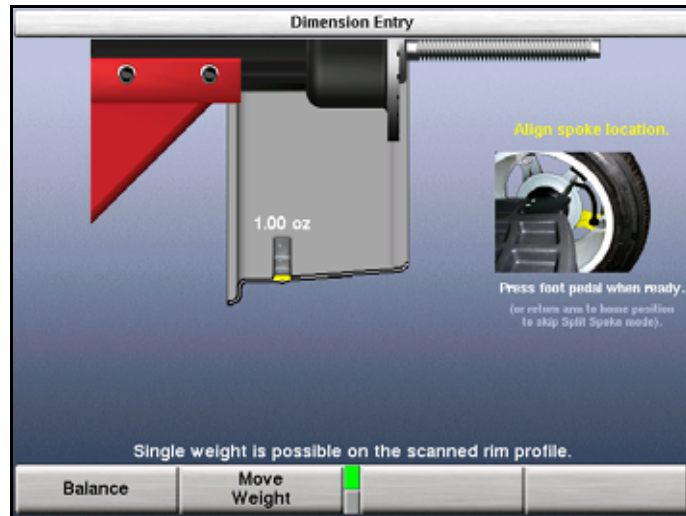 Dimension Entry
Align spoke location.
1.00 oz
Press foot pedal when ready.
(or return arm to home position
to skip Split Spoke mode).
Single weight is possible on the scanned rim profile.
Balance
Move
Weight